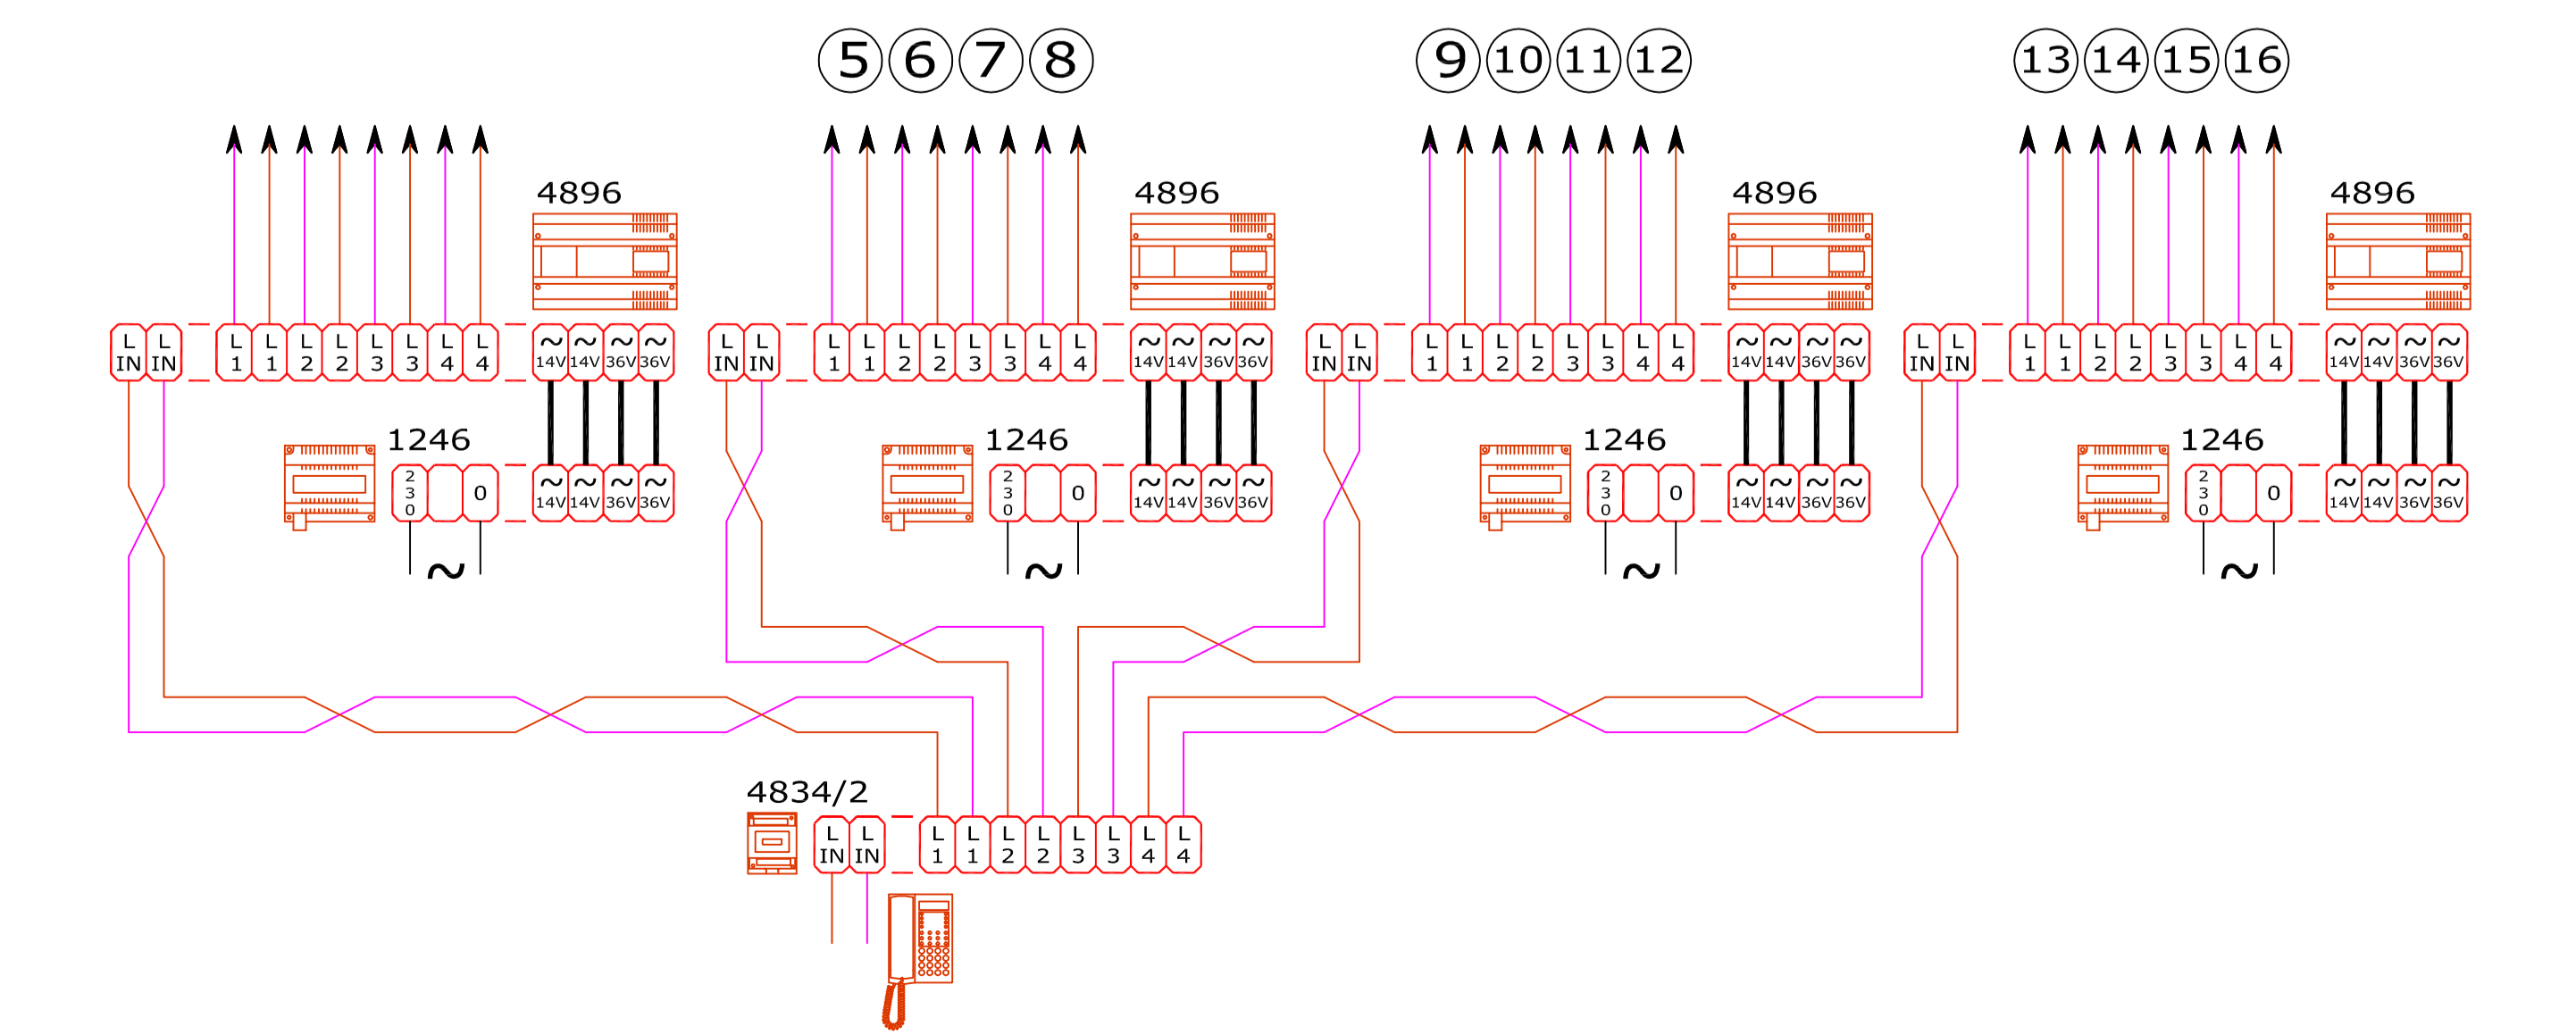 5 6 7 8 9 10 11 12 13 14 15 16
4896 4896 4896 4896
L IN L IN L 1 L 1 L 2 L 2 L 3 L 3 L 4 L 4 ~ 14V ~ 14V ~ 36V ~ 36V
L IN L IN L 1 L 1 L 2 L 2 L 3 L 3 L 4 L 4 ~ 14V ~ 14V ~ 36V ~ 36V
L IN L IN L 1 L 1 L 2 L 2 L 3 L 3 L 4 L 4 ~ 14V ~ 14V ~ 36V ~ 36V
L IN L IN L 1 L 1 L 2 L 2 L 3 L 3 L 4 L 4 ~ 14V ~ 14V ~ 36V ~ 36V
1246 1246 1246 1246
230 0 ~ 14V ~ 14V ~ 36V ~ 36V
230 0 ~ 14V ~ 14V ~ 36V ~ 36V
230 0 ~ 14V ~ 14V ~ 36V ~ 36V
230 0 ~ 14V ~ 14V ~ 36V ~ 36V
~ ~ ~ ~
4834/2
L IN L IN L 1 L 1 L 2 L 2 L 3 L 3 L 4 L 4